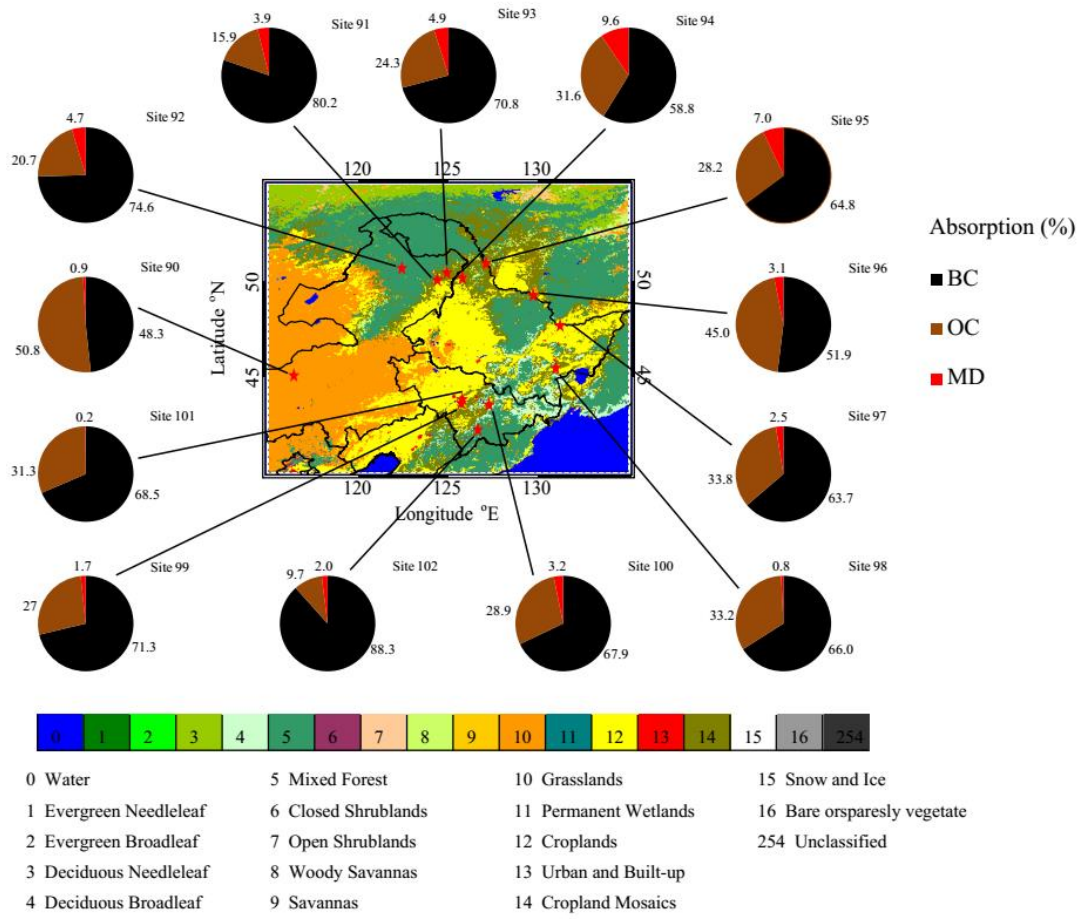 3.9
Site 91
15.9
80.2
4.9
Site 93
24.3
70.8
9.6
Site 94
31.6
58.8
4.7
Site 92
20.7
74.6
7.0
Site 95
28.2
64.8
Absorption (%)
BC
OC
MD
120
125
130
50
45
Latitude °N
50
45
120
125
130
Longitude °E
0.9
Site 90
50.8
48.3
3.1
Site 96
45.0
51.9
0.2
Site 101
31.3
68.5
2.5
Site 97
33.8
63.7
1.7
Site 99
27
71.3
9.7
2.0
Site 102
88.3
3.2
Site 100
28.9
67.9
0.8
Site 98
33.2
66.0
0 1 2 3 4 5 6 7 8 9 10 11 12 13 14 15 16 254
0 Water
1 Evergreen Needleleaf
2 Evergreen Broadleaf
3 Deciduous Needleleaf
4 Deciduous Broadleaf
5 Mixed Forest
6 Closed Shrublands
7 Open Shrublands
8 Woody Savannas
9 Savannas
10 Grasslands
11 Permanent Wetlands
12 Croplands
13 Urban and Built-up
14 Cropland Mosaics
15 Snow and Ice
16 Bare orsparesly vegetate
254 Unclassified